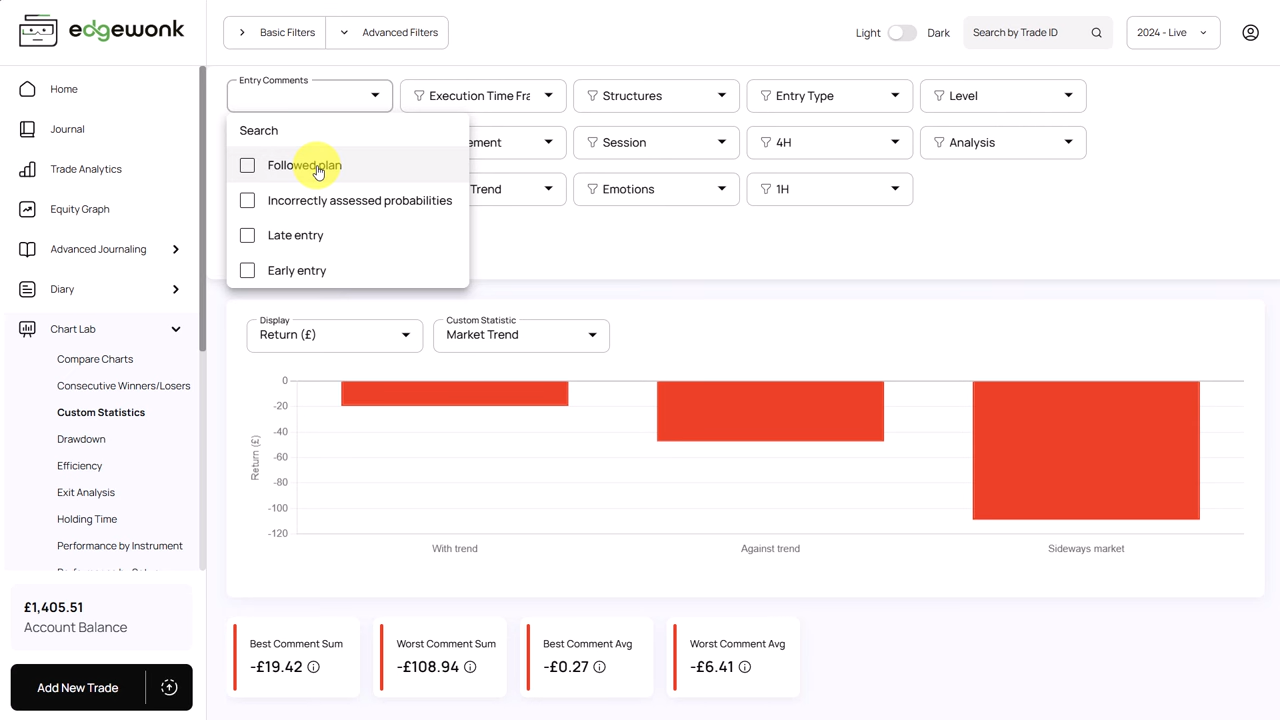 edgewonk
Basic Filters
Advanced Filters
Light
Dark
Search by Trade ID
2024 - Live
Home
Journal
Trade Analytics
Equity Graph
Advanced Journaling
Diary
Chart Lab
Compare Charts
Consecutive Winners/Losers
Custom Statistics
Drawdown
Efficiency
Exit Analysis
Holding Time
Performance by Instrument
£1,405.51
Account Balance
Add New Trade
Entry Comments
Execution Time Fra
Structures
Entry Type
Level
Search
ement
Session
4H
Analysis
Followed plan
Trend
Emotions
1H
Incorrectly assessed probabilities
Late entry
Early entry
Display
Return (£)
Custom Statistic
Market Trend
Return (£)
0
-20
-40
-60
-80
-100
-120
With trend
Against trend
Sideways market
Best Comment Sum
-£19.42
Worst Comment Sum
-£108.94
Best Comment Avg
-£0.27
Worst Comment Avg
-£6.41